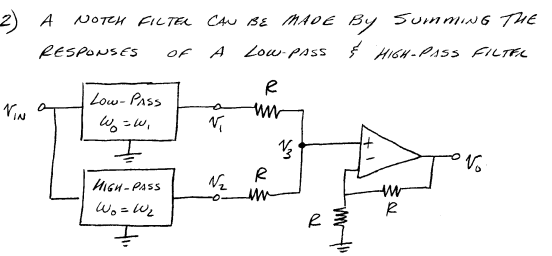 2) A NOTCH FILTER CAN BE MADE BY SUMMING THE
RESPONSES OF A LOW-PASS & HIGH-PASS FILTER
R
LOW-PASS
ω₀ = ω₁
V_IN
V₁
V₃
+
-
V₀
HIGH-PASS
ω₀ = ω₂
V₂
R
R
R